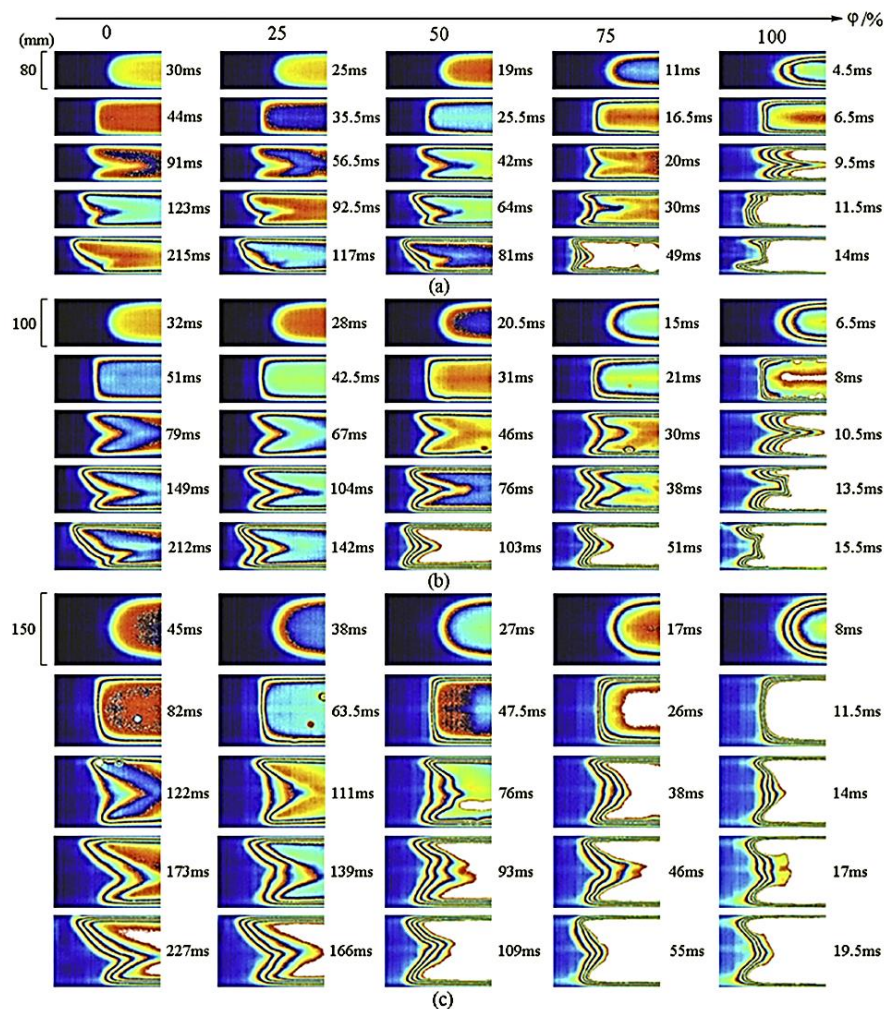 φ/%
(mm) 0 25 50 75 100
80 30ms 25ms 19ms 11ms 4.5ms
44ms 35.5ms 25.5ms 16.5ms 6.5ms
91ms 56.5ms 42ms 20ms 9.5ms
123ms 92.5ms 64ms 30ms 11.5ms
215ms 117ms 81ms 49ms 14ms
(a)
100 32ms 28ms 20.5ms 15ms 6.5ms
51ms 42.5ms 31ms 21ms 8ms
79ms 67ms 46ms 30ms 10.5ms
149ms 104ms 76ms 38ms 13.5ms
212ms 142ms 103ms 51ms 15.5ms
(b)
150 45ms 38ms 27ms 17ms 8ms
82ms 63.5ms 47.5ms 26ms 11.5ms
122ms 111ms 76ms 38ms 14ms
173ms 139ms 93ms 46ms 17ms
227ms 166ms 109ms 55ms 19.5ms
(c)